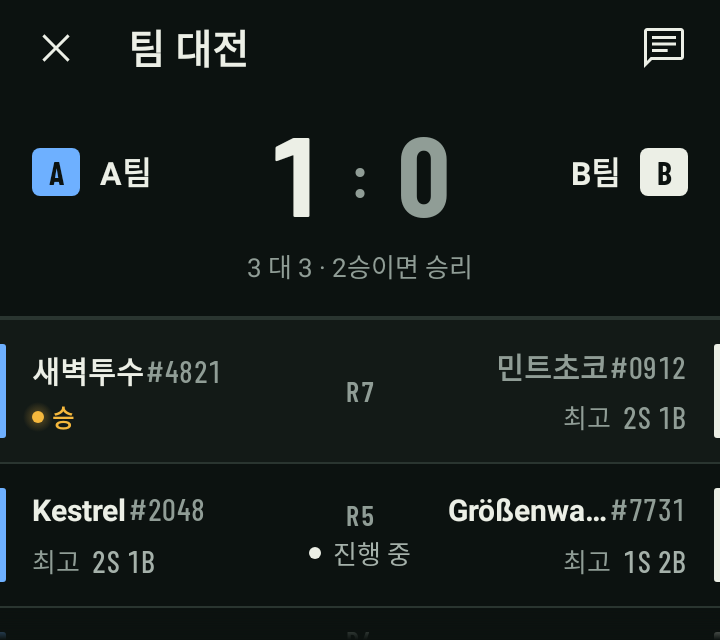 팀 대전
A A팀 1 : 0 B팀 B
3 대 3 · 2승이면 승리
새벽투수#4821 R7 민트초코#0912
승 최고 2S 1B
Kestrel#2048 R5 Größenwa…#7731
최고 2S 1B 진행 중 최고 1S 2B